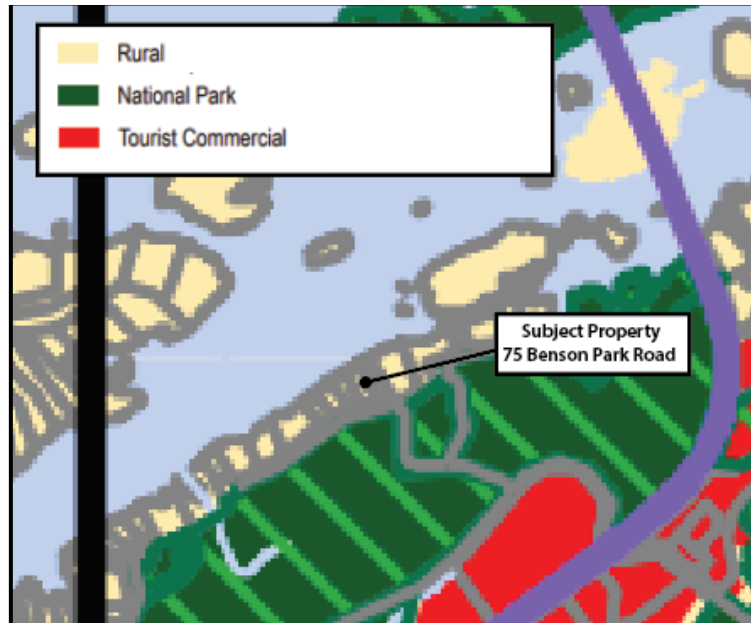 Rural
National Park
Tourist Commercial
Subject Property
75 Benson Park Road